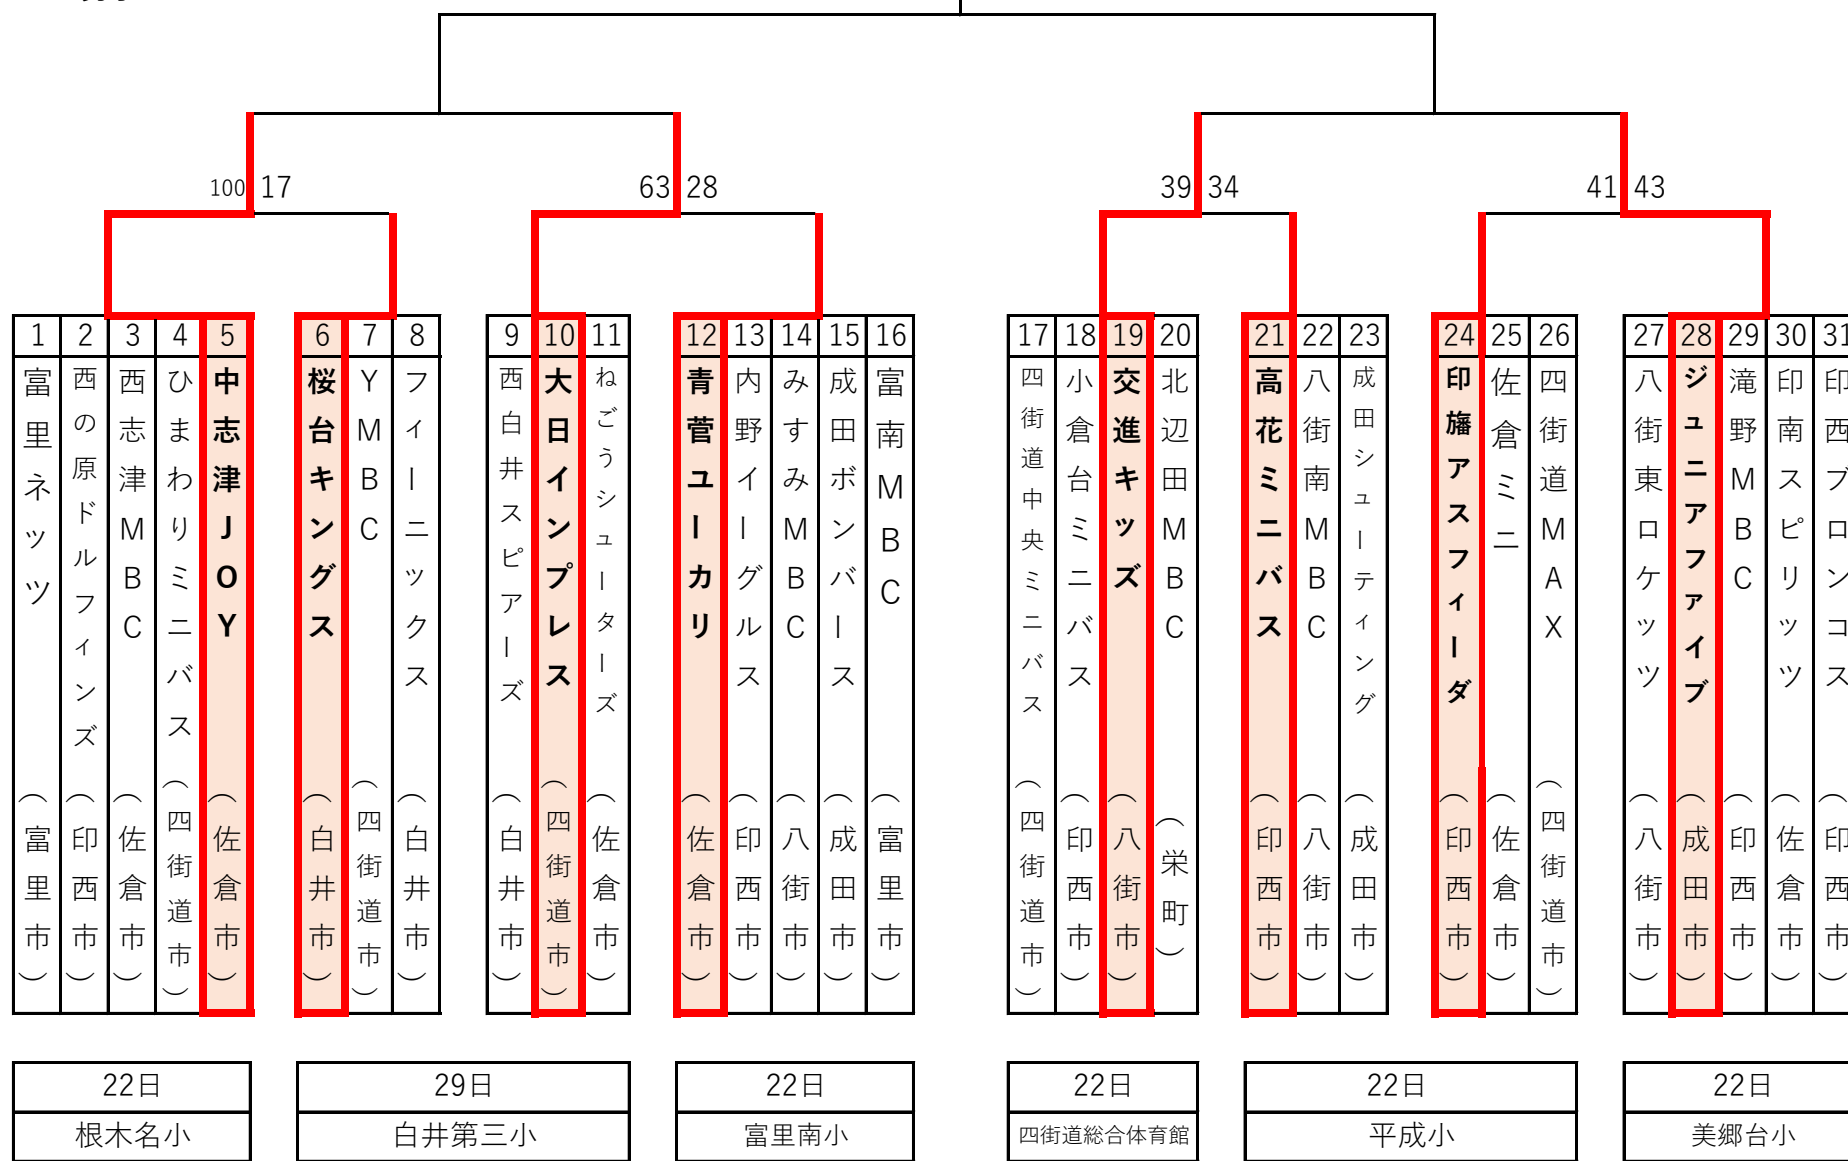 100 17
63 28
39 34
41 43
1 富里ネッツ (富里市)
2 西の原ドルフィンズ (印西市)
3 西志津MBC (佐倉市)
4 ひまわりミニバス (四街道市)
5 中志津JOY (佐倉市)
6 桜台キングス (白井市)
7 YMBC (四街道市)
8 フィーニックス (白井市)
9 西白井スピアーズ (白井市)
10 大日インプレス (四街道市)
11 ねごうシューターズ (佐倉市)
12 青菅ユーカリ (佐倉市)
13 内野イーグルス (印西市)
14 みすみMBC (八街市)
15 成田ボンバース (成田市)
16 富南MBC (富里市)
17 四街道中央ミニバス (四街道市)
18 小倉台ミニバス (印西市)
19 交進キッズ (八街市)
20 北辺田MBC (栄町)
21 高花ミニバス (印西市)
22 八街南MBC (八街市)
23 成田シューティング (成田市)
24 印旛アスフィーダ (印西市)
25 佐倉ミニ (佐倉市)
26 四街道MAX (四街道市)
27 八街東ロケッツ (八街市)
28 ジュニアファイブ (成田市)
29 滝野MBC (印西市)
30 印南スピリッツ (佐倉市)
31 印西ブロンコス (印西市)
22日 29日 22日 22日 22日 22日
根木名小 白井第三小 富里南小 四街道総合体育館 平成小 美郷台小